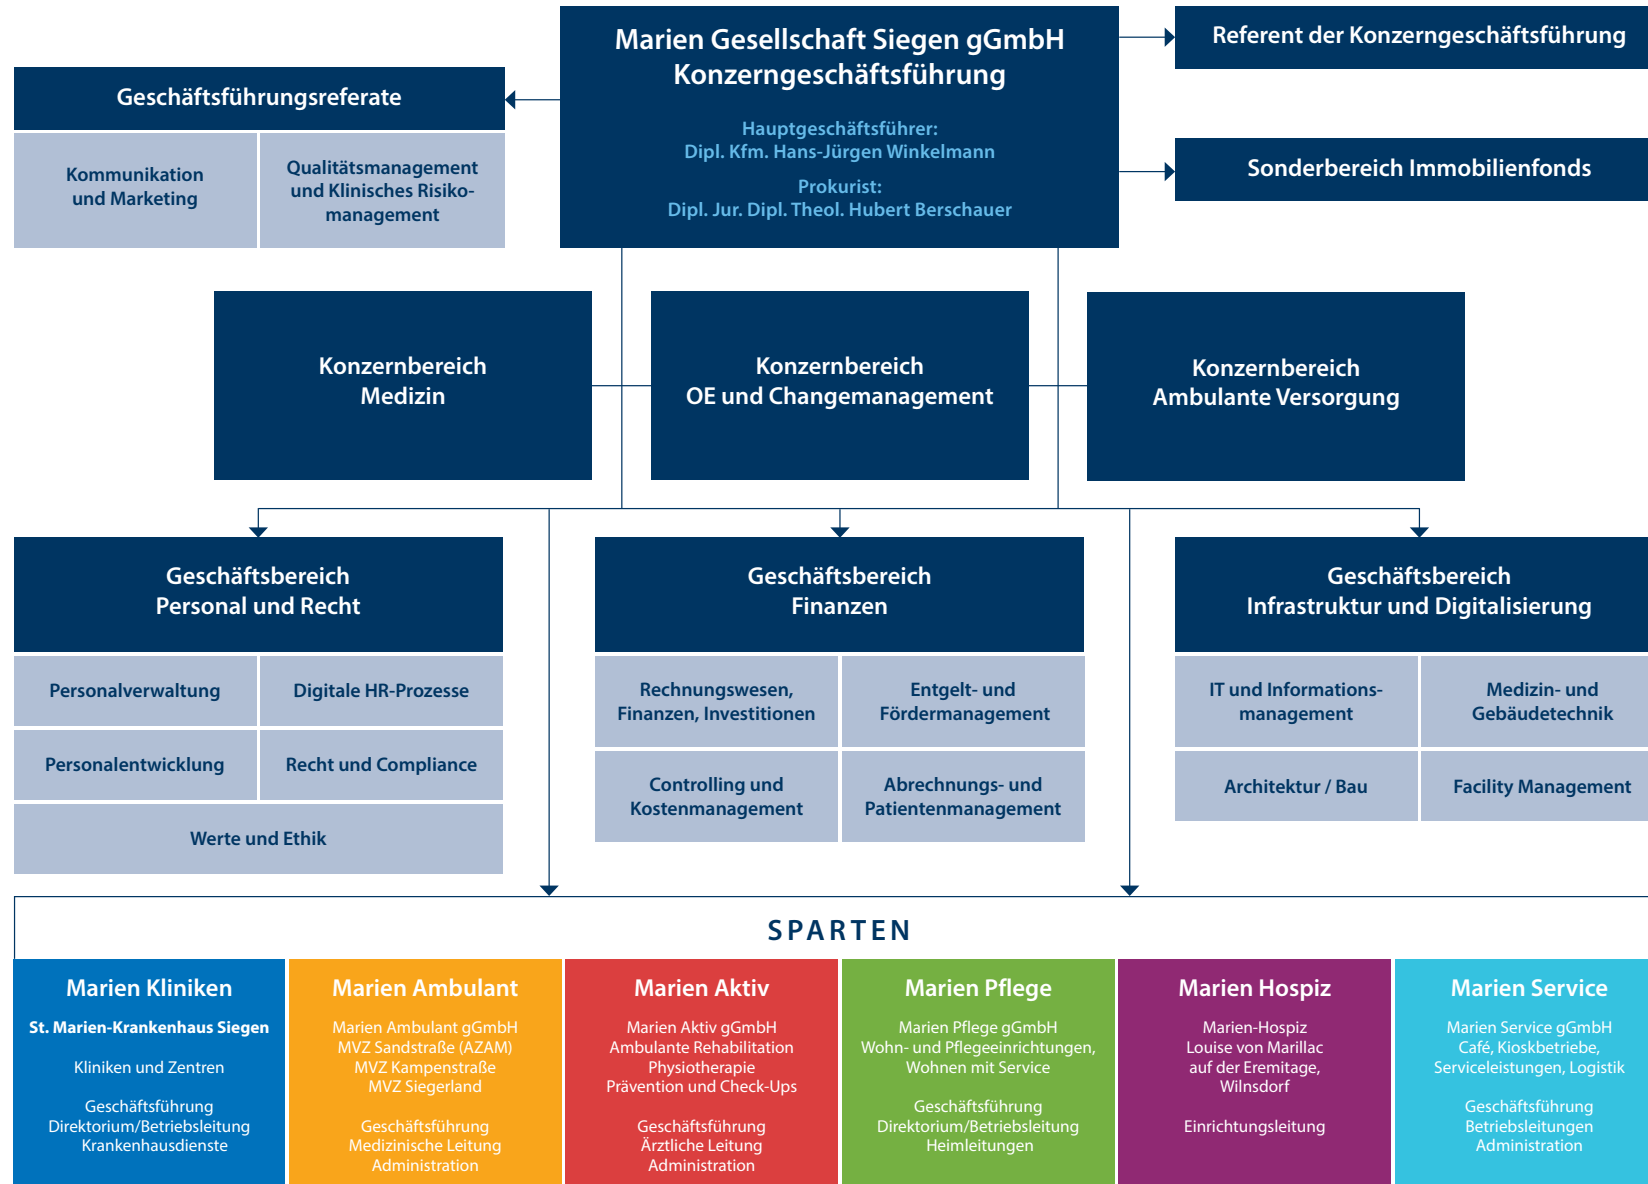 Marien Gesellschaft Siegen gGmbH
Konzerngeschäftsführung
Hauptgeschäftsführer:
Dipl. Kfm. Hans-Jürgen Winkelmann
Prokurist:
Dipl. Jur. Dipl. Theol. Hubert Berschauer
Referent der Konzerngeschäftsführung
Sonderbereich Immobilienfonds
Geschäftsführungsreferate
Kommunikation
und Marketing
Qualitätsmanagement
und Klinisches Risiko-
management
Konzernbereich
Medizin
Konzernbereich
OE und Changemanagement
Konzernbereich
Ambulante Versorgung
Geschäftsbereich
Personal und Recht
Personalverwaltung
Digitale HR-Prozesse
Personalentwicklung
Recht und Compliance
Werte und Ethik
Geschäftsbereich
Finanzen
Rechnungswesen,
Finanzen, Investitionen
Entgelt- und
Fördermanagement
Controlling und
Kostenmanagement
Abrechnungs- und
Patientenmanagement
Geschäftsbereich
Infrastruktur und Digitalisierung
IT und Informations-
management
Medizin- und
Gebäudetechnik
Architektur / Bau
Facility Management
SPARTEN
Marien Kliniken
St. Marien-Krankenhaus Siegen
Kliniken und Zentren
Geschäftsführung
Direktorium/Betriebsleitung
Krankenhausdienste
Marien Ambulant
Marien Ambulant gGmbH
MVZ Sandstraße (AZAM)
MVZ Kampenstraße
MVZ Siegerland
Geschäftsführung
Medizinische Leitung
Administration
Marien Aktiv
Marien Aktiv gGmbH
Ambulante Rehabilitation
Physiotherapie
Prävention und Check-Ups
Geschäftsführung
Ärztliche Leitung
Administration
Marien Pflege
Marien Pflege gGmbH
Wohn- und Pflegeeinrichtungen,
Wohnen mit Service
Geschäftsführung
Direktorium/Betriebsleitung
Heimleitungen
Marien Hospiz
Marien-Hospiz
Louise von Marillac
auf der Eremitage,
Wilnsdorf
Einrichtungsleitung
Marien Service
Marien Service gGmbH
Café, Kioskbetriebe,
Serviceleistungen, Logistik
Geschäftsführung
Betriebsleitungen
Administration